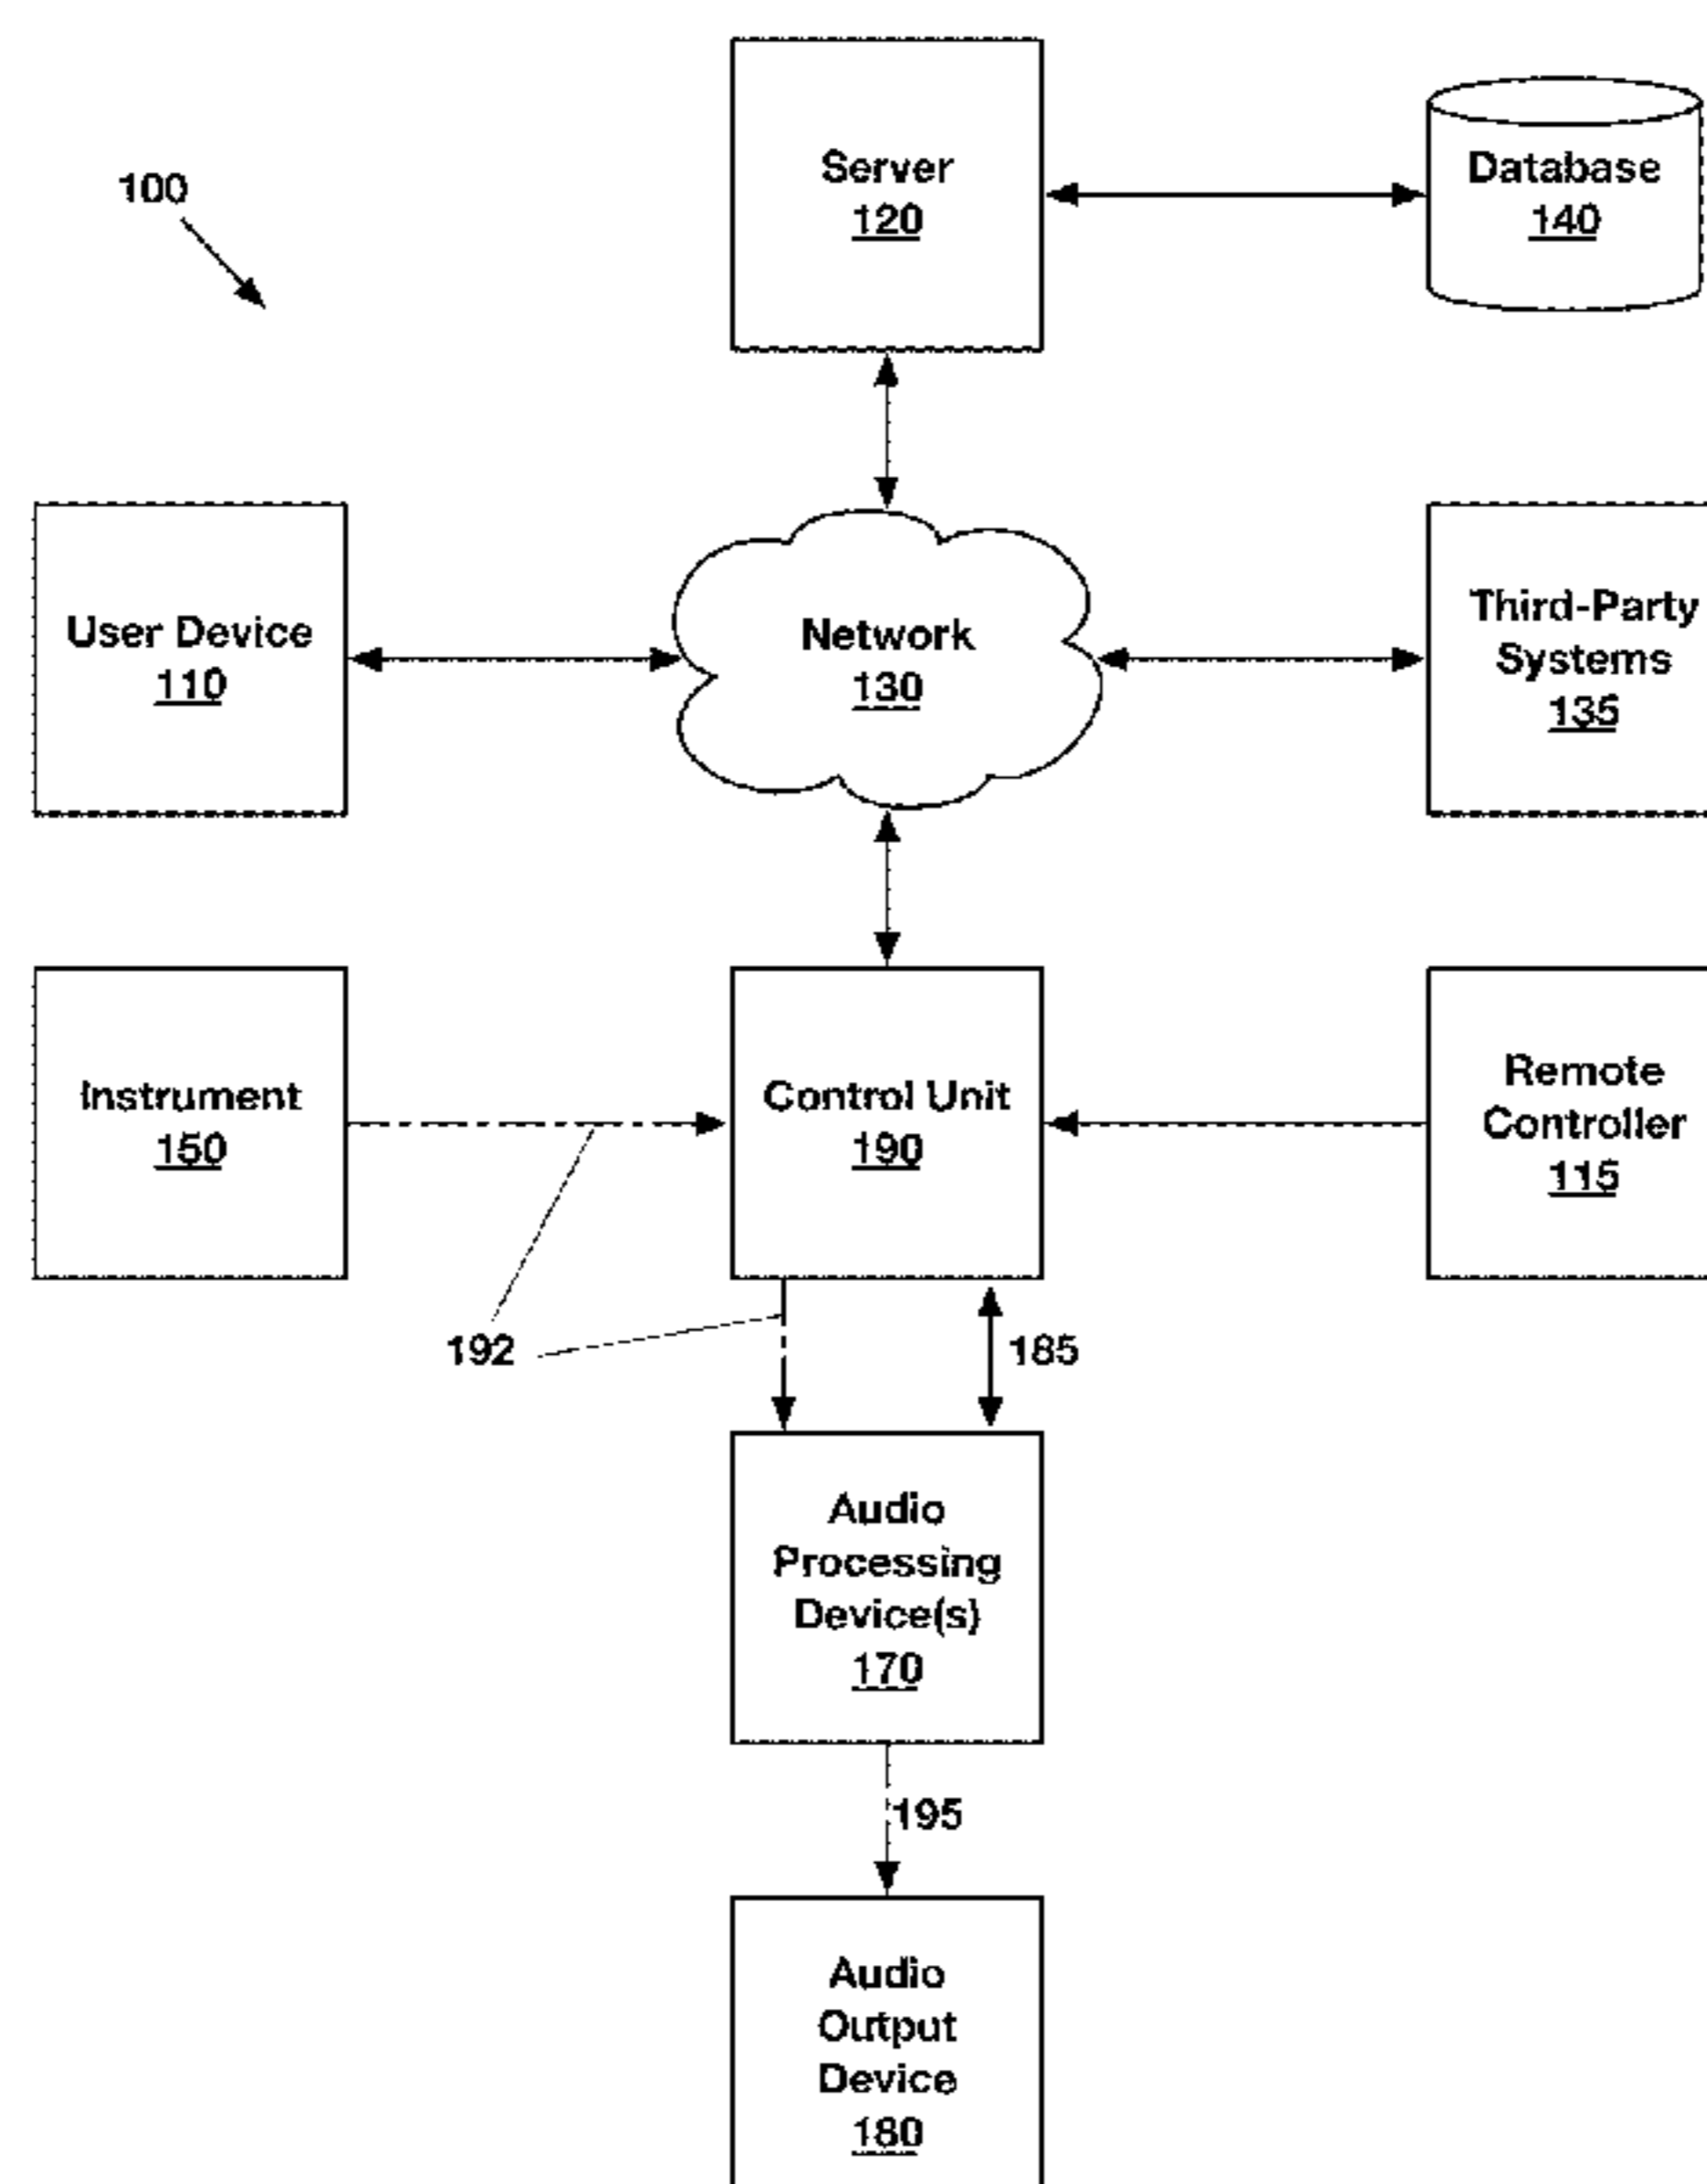 Server
120
Database
140
100
User Device
110
Network
130
Third-Party
Systems
135
Instrument
150
Control Unit
190
Remote
Controller
115
192
185
Audio
Processing
Device(s)
170
195
Audio
Output
Device
180